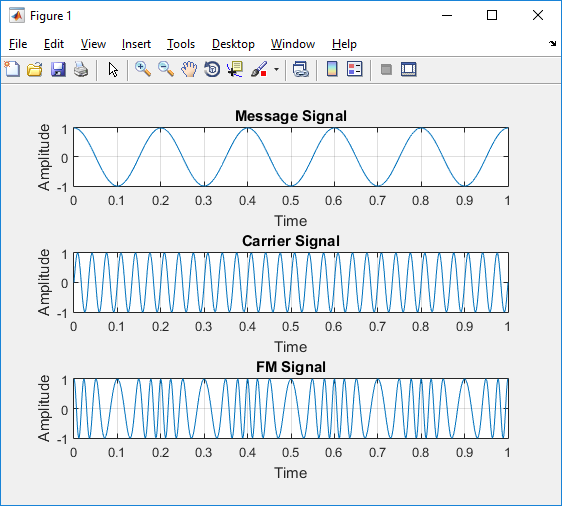 Figure 1
File Edit View Insert Tools Desktop Window Help
Message Signal
Amplitude
1
0
-1
0 0.1 0.2 0.3 0.4 0.5 0.6 0.7 0.8 0.9 1
Time
Carrier Signal
Amplitude
1
0
-1
0 0.1 0.2 0.3 0.4 0.5 0.6 0.7 0.8 0.9 1
Time
FM Signal
Amplitude
1
0
-1
0 0.1 0.2 0.3 0.4 0.5 0.6 0.7 0.8 0.9 1
Time